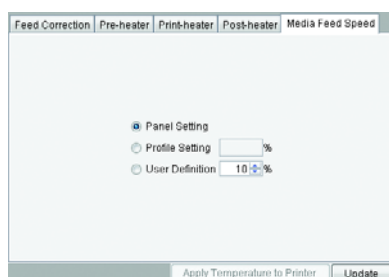 Feed Correction Pre-heater Print-heater Post-heater Media Feed Speed
Panel Setting
Profile Setting %
User Definition 10 %
Apply Temperature to Printer Update